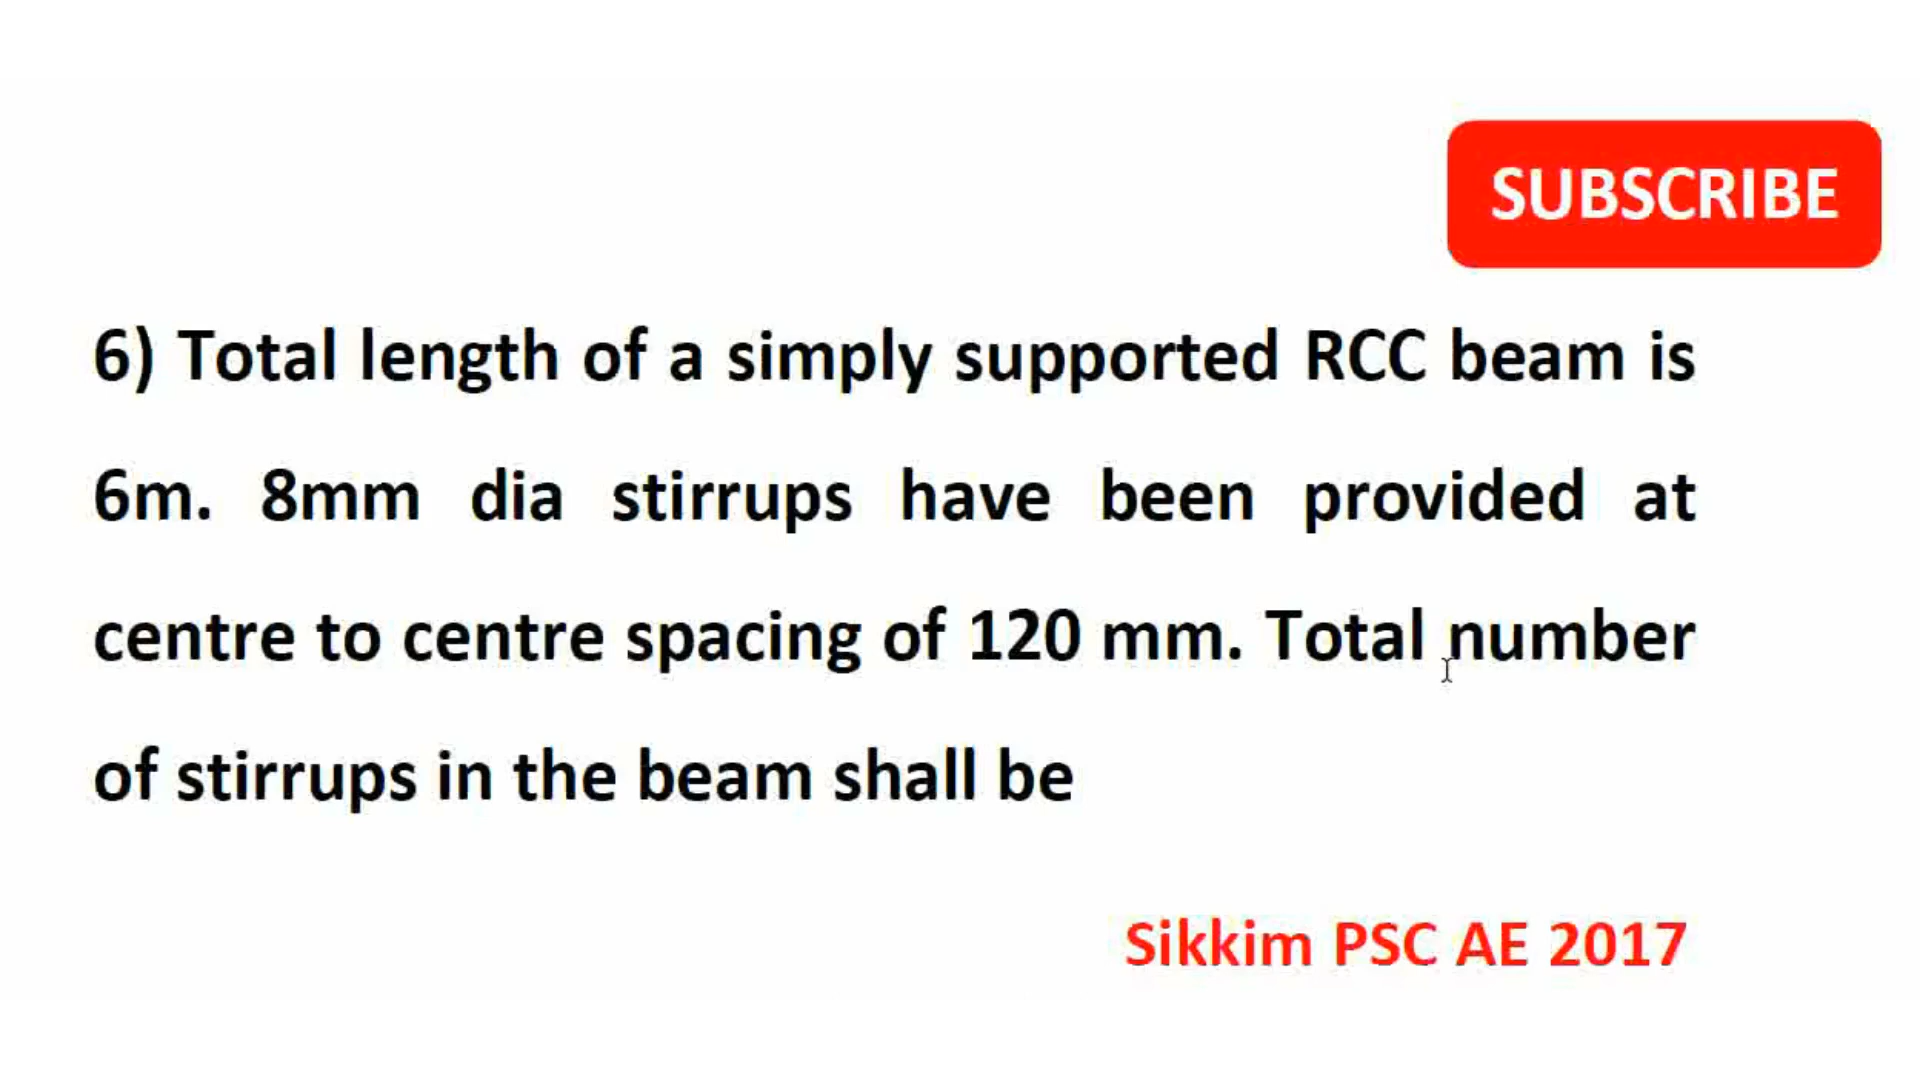 SUBSCRIBE
6) Total length of a simply supported RCC beam is
6m. 8mm dia stirrups have been provided at
centre to centre spacing of 120 mm. Total number
of stirrups in the beam shall be
Sikkim PSC AE 2017